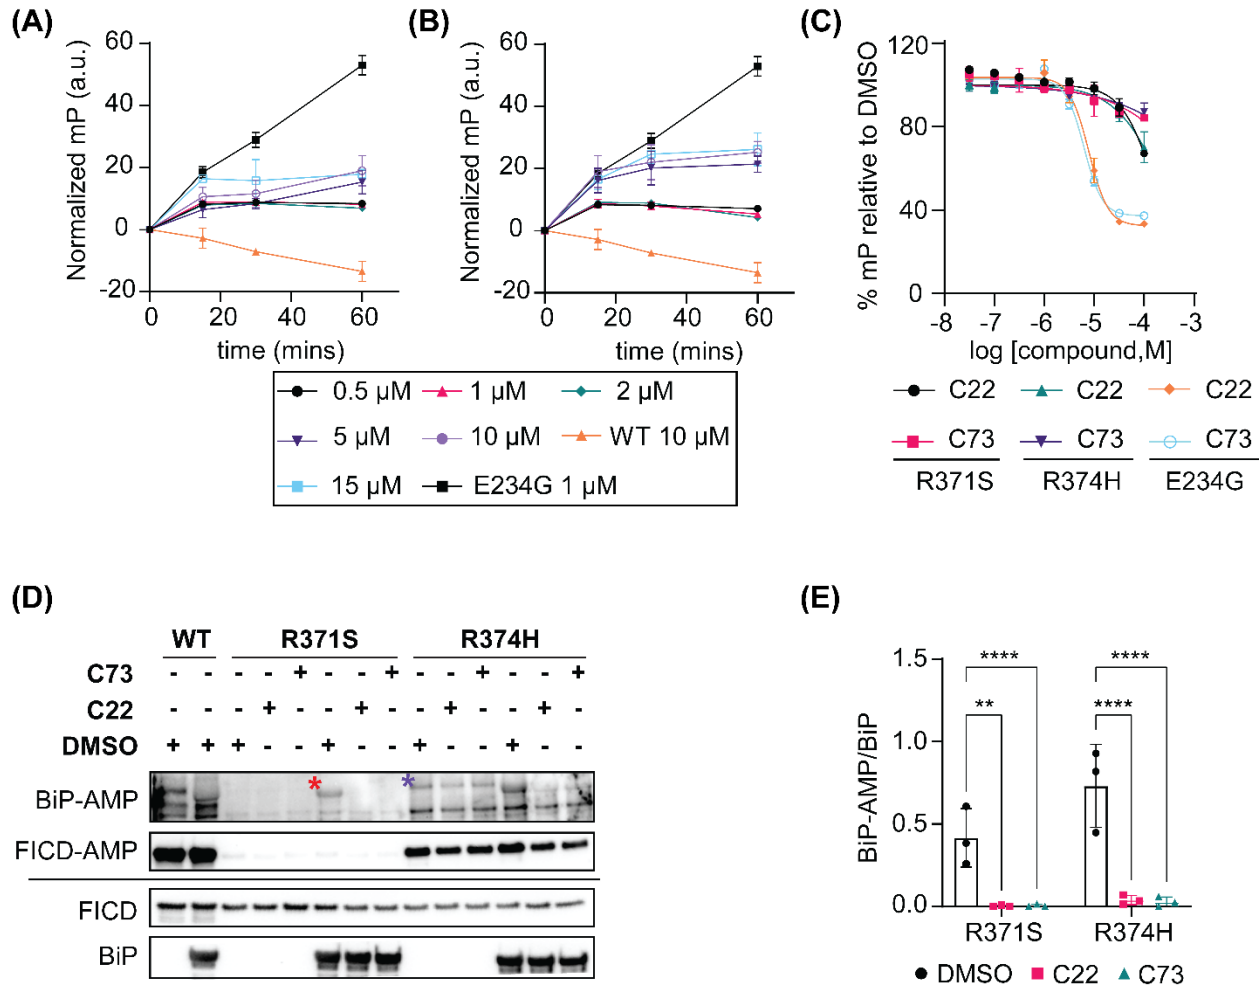 (A)
Normalized mP (a.u.)
60
40
20
0
-20
0 20 40 60
time (mins)
(B)
Normalized mP (a.u.)
60
40
20
0
-20
0 20 40 60
time (mins)
0.5 µM 1 µM 2 µM
5 µM 10 µM WT 10 µM
15 µM E234G 1 µM
(C)
% mP relative to DMSO
120
80
40
0
-8 -7 -6 -5 -4 -3
log [compound,M]
C22 C22 C22
C73 C73 C73
R371S R374H E234G
(D)
WT R371S R374H
C73 - - - - + - - + - - + - - +
C22 - - - + - - + - - + - - + -
DMSO + + + - - + - - + - - + - -
* *
BiP-AMP
FICD-AMP
FICD
BiP
(E)
BiP-AMP/BiP
1.5
1.0
0.5
0.0
**** ****
** ****
R371S R374H
DMSO C22 C73